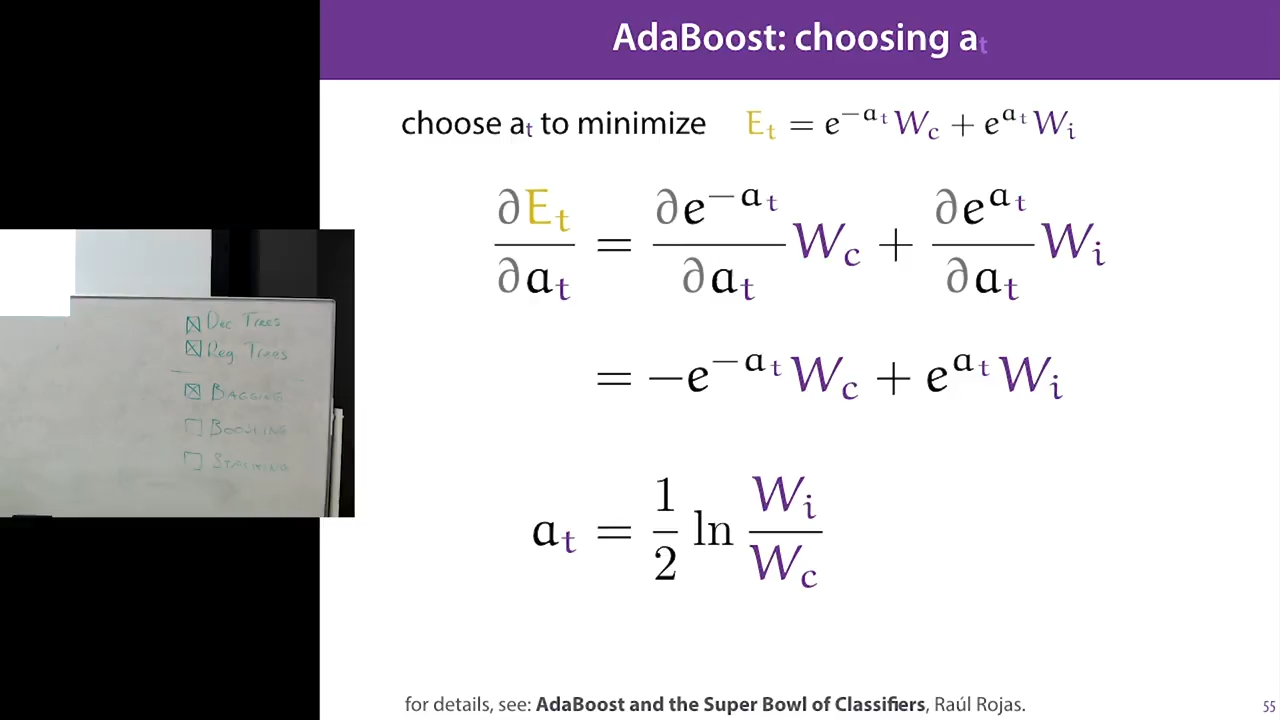 AdaBoost: choosing aₜ
choose aₜ to minimize Eₜ = e^{−aₜ}W_c + e^{aₜ}W_i
∂Eₜ/∂aₜ = ∂e^{−aₜ}/∂aₜ W_c + ∂e^{aₜ}/∂aₜ W_i
= −e^{−aₜ}W_c + e^{aₜ}W_i
aₜ = 1/2 ln W_i/W_c
Dec Trees
Reg Trees
BAGGING
BOOSTING
STACKING
for details, see: AdaBoost and the Super Bowl of Classifiers, Raúl Rojas.
55